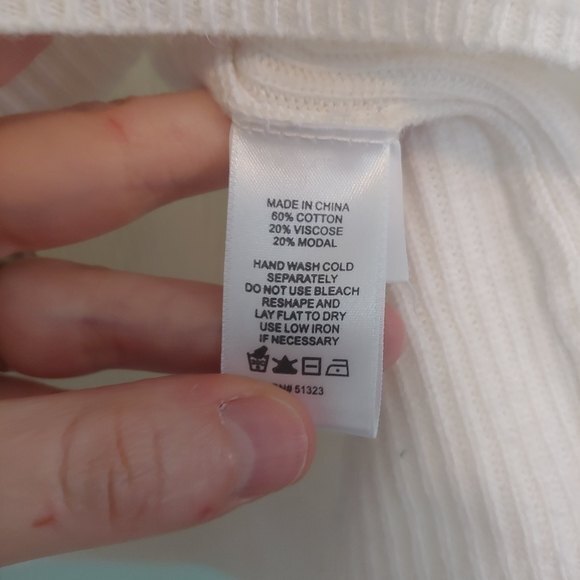 MADE IN CHINA
60% COTTON
20% VISCOSE
20% MODAL
HAND WASH COLD
SEPARATELY
DO NOT USE BLEACH
RESHAPE AND
LAY FLAT TO DRY
USE LOW IRON
IF NECESSARY
51323